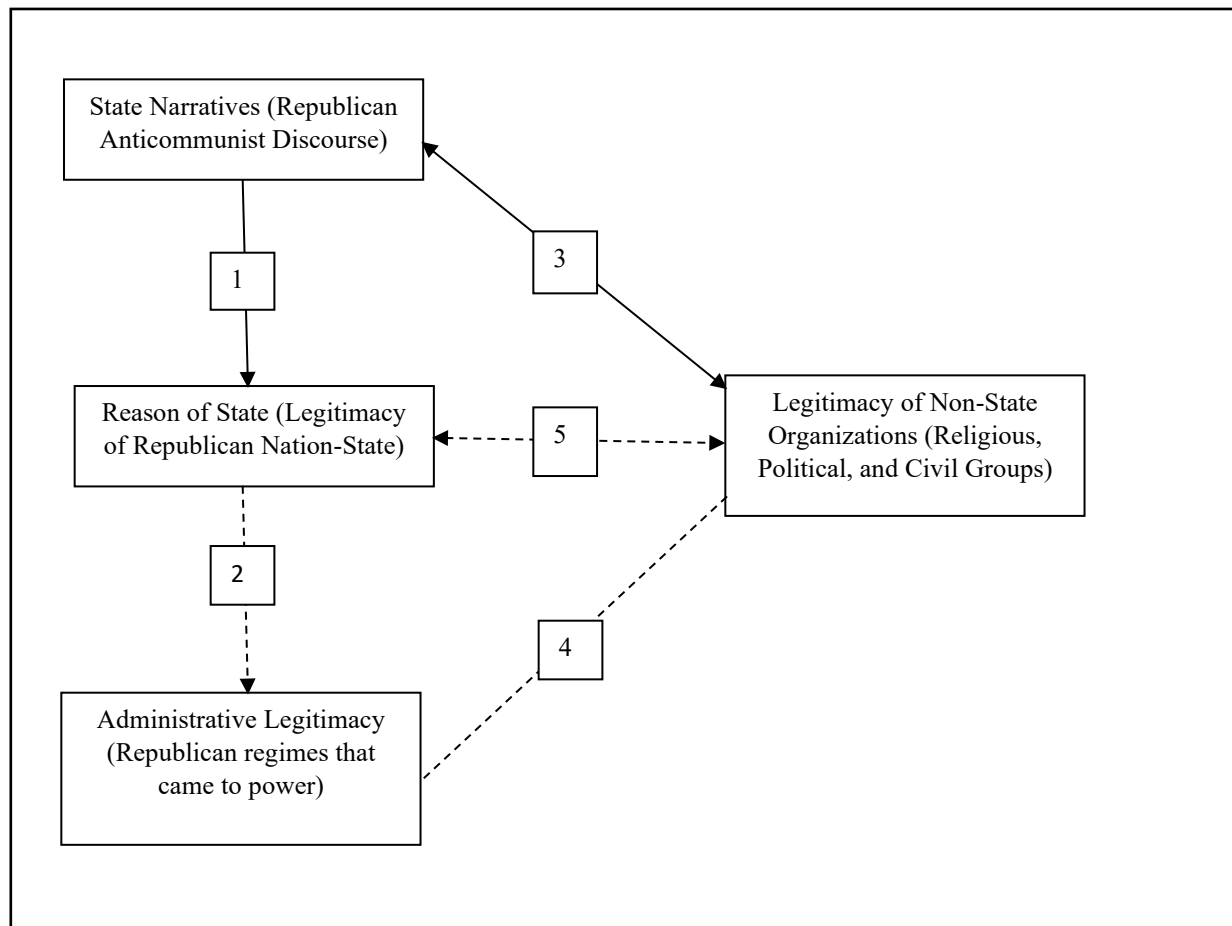 State Narratives (Republican
Anticommunist Discourse)
3
1
Reason of State (Legitimacy
of Republican Nation-State)
5
Legitimacy of Non-State
Organizations (Religious,
Political, and Civil Groups)
2
4
Administrative Legitimacy
(Republican regimes that
came to power)